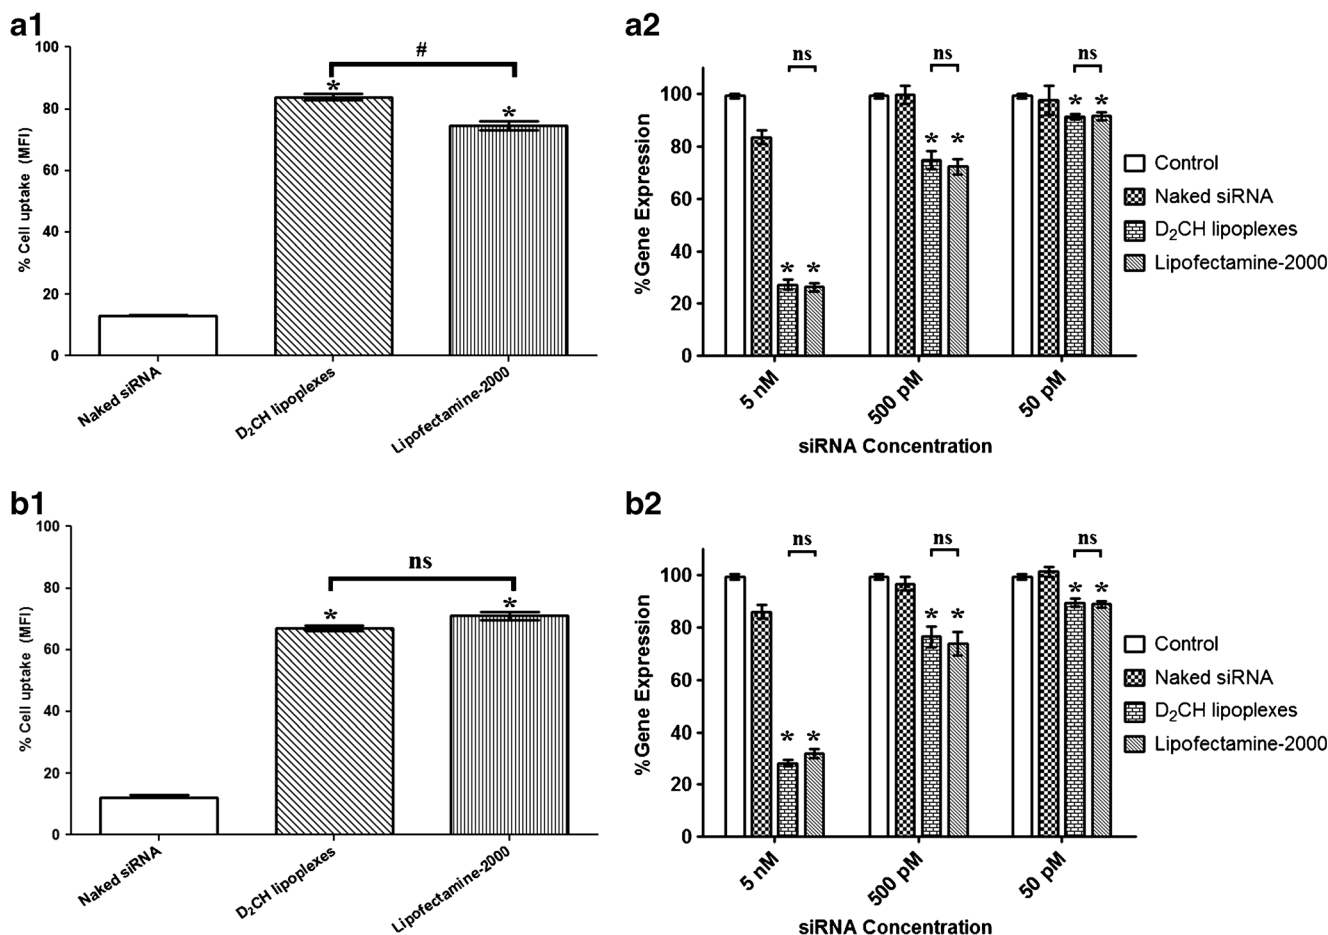 a1
100
80
60
40
20
0
% Cell uptake (MFI)
#
*
*
Naked siRNA
D₂CH lipoplexes
Lipofectamine-2000
a2
100
80
60
40
20
0
%Gene Expression
ns
ns
ns
* *
* *
* *
5 nM
500 pM
50 pM
siRNA Concentration
Control
Naked siRNA
D₂CH lipoplexes
Lipofectamine-2000
b1
100
80
60
40
20
0
% Cell uptake (MFI)
ns
*
*
Naked siRNA
D₂CH lipoplexes
Lipofectamine-2000
b2
100
80
60
40
20
0
%Gene Expression
ns
ns
ns
* *
* *
* *
5 nM
500 pM
50 pM
siRNA Concentration
Control
Naked siRNA
D₂CH lipoplexes
Lipofectamine-2000